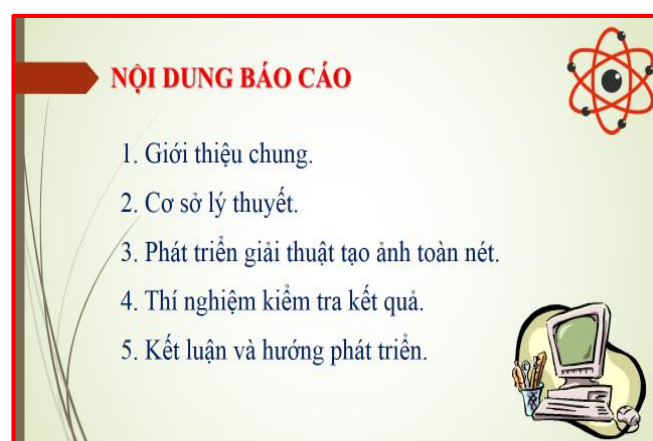 NỘI DUNG BÁO CÁO
1. Giới thiệu chung.
2. Cơ sở lý thuyết.
3. Phát triển giải thuật tạo ảnh toàn nét.
4. Thí nghiệm kiểm tra kết quả.
5. Kết luận và hướng phát triển.